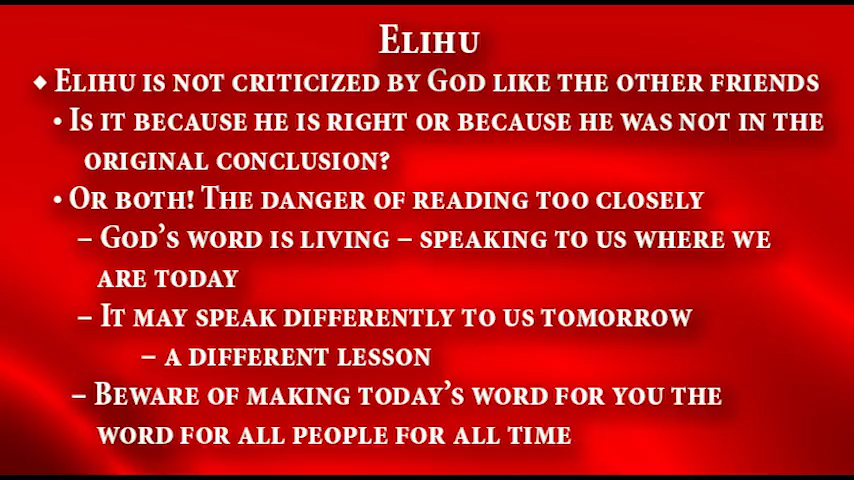 Elihu
◆ Elihu is not criticized by God like the other friends
• Is it because he is right or because he was not in the
original conclusion?
• Or both! The danger of reading too closely
– God's word is living – speaking to us where we
are today
– It may speak differently to us tomorrow
– a different lesson
– Beware of making today's word for you the
word for all people for all time